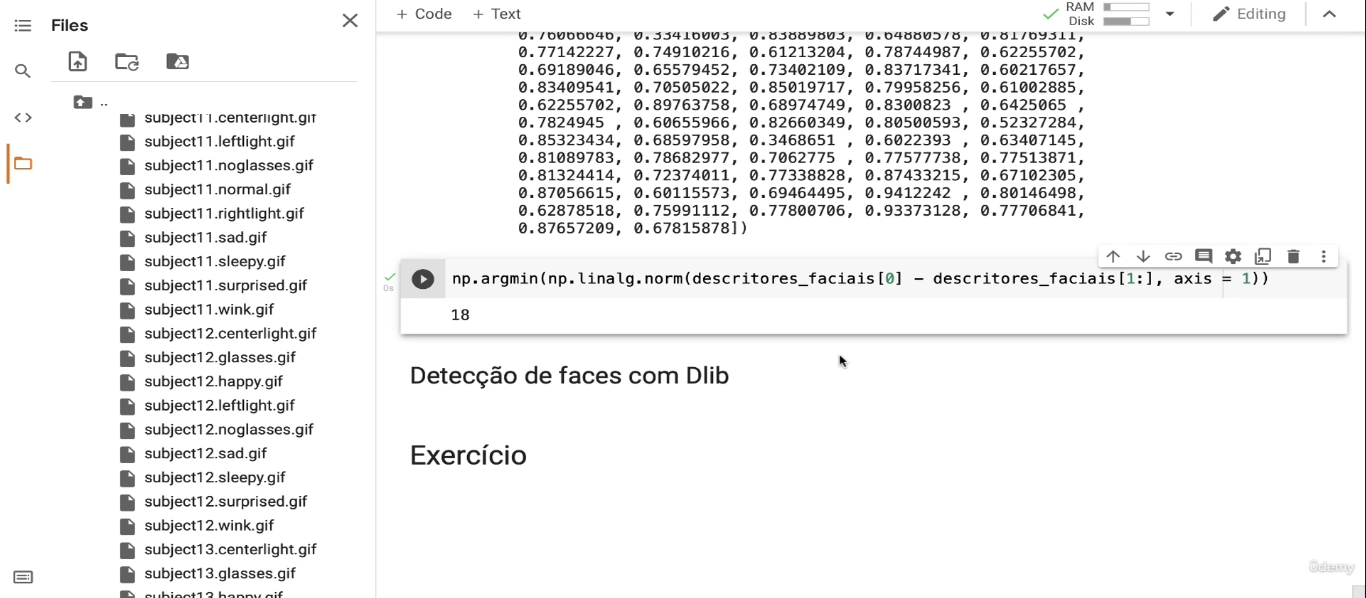 Files
..
subject11.centerlight.gif
subject11.leftlight.gif
subject11.noglasses.gif
subject11.normal.gif
subject11.rightlight.gif
subject11.sad.gif
subject11.sleepy.gif
subject11.surprised.gif
subject11.wink.gif
subject12.centerlight.gif
subject12.glasses.gif
subject12.happy.gif
subject12.leftlight.gif
subject12.noglasses.gif
subject12.sad.gif
subject12.sleepy.gif
subject12.surprised.gif
subject12.wink.gif
subject13.centerlight.gif
subject13.glasses.gif
subject13.happy.gif
+ Code + Text
RAM
Disk
Editing
0.76066646, 0.33416003, 0.83889803, 0.64880578, 0.81769311,
0.77142227, 0.74910216, 0.61213204, 0.78744987, 0.62255702,
0.69189046, 0.65579452, 0.73402109, 0.83717341, 0.60217657,
0.83409541, 0.70505022, 0.85019717, 0.79958256, 0.61002885,
0.62255702, 0.89763758, 0.68974749, 0.8300823 , 0.6425065 ,
0.7824945 , 0.60655966, 0.82660349, 0.80500593, 0.52327284,
0.85323434, 0.68597958, 0.3468651 , 0.6022393 , 0.63407145,
0.81089783, 0.78682977, 0.7062775 , 0.77577738, 0.77513871,
0.81324414, 0.72374011, 0.77338828, 0.87433215, 0.67102305,
0.87056615, 0.60115573, 0.69464495, 0.9412242 , 0.80146498,
0.62878518, 0.75991112, 0.77800706, 0.93373128, 0.77706841,
0.87657209, 0.67815878])
0s
np.argmin(np.linalg.norm(descritores_faciais[0] - descritores_faciais[1:], axis = 1))
18
Detecção de faces com Dlib
Exercício
ûdemy